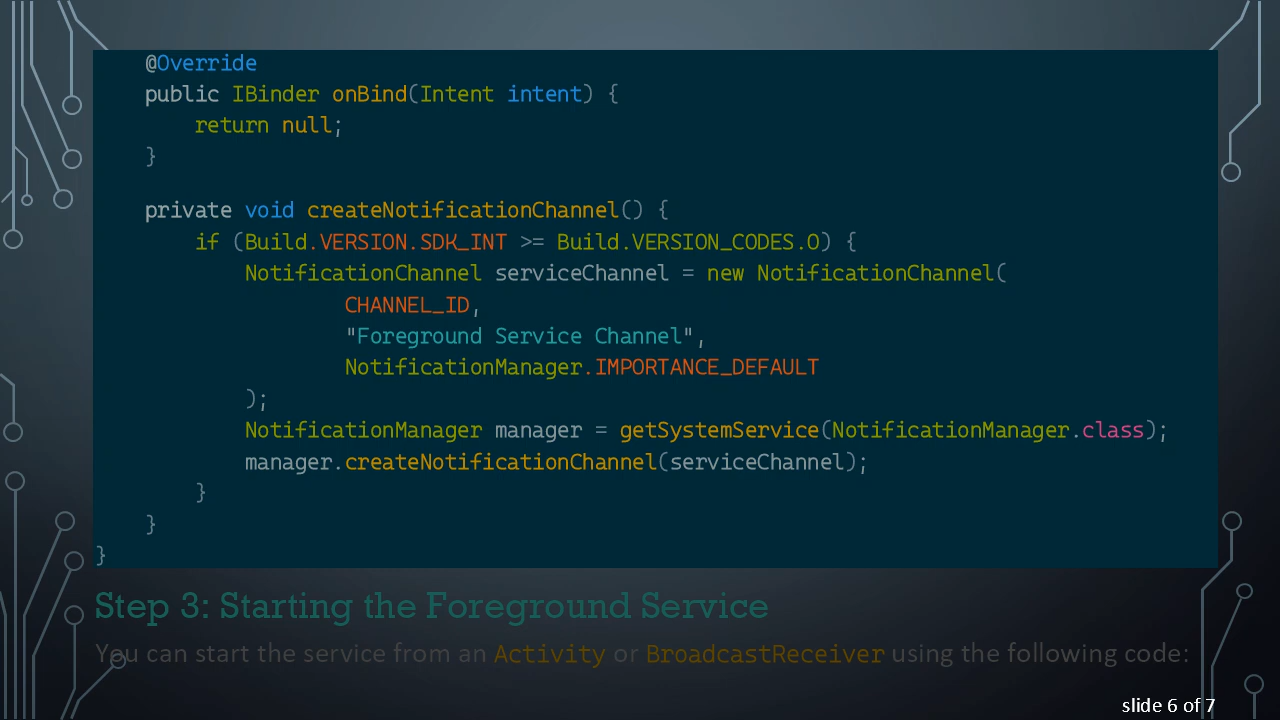 @Override
public IBinder onBind(Intent intent) {
return null;
}
private void createNotificationChannel() {
if (Build.VERSION.SDK_INT >= Build.VERSION_CODES.O) {
NotificationChannel serviceChannel = new NotificationChannel(
CHANNEL_ID,
"Foreground Service Channel",
NotificationManager.IMPORTANCE_DEFAULT
);
NotificationManager manager = getSystemService(NotificationManager.class);
manager.createNotificationChannel(serviceChannel);
}
}
}
Step 3: Starting the Foreground Service
You can start the service from an Activity or BroadcastReceiver using the following code:
slide 6 of 7